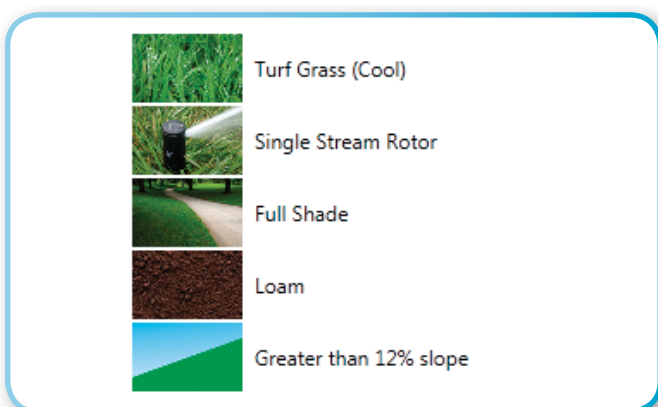 Turf Grass (Cool)
Single Stream Rotor
Full Shade
Loam
Greater than 12% slope